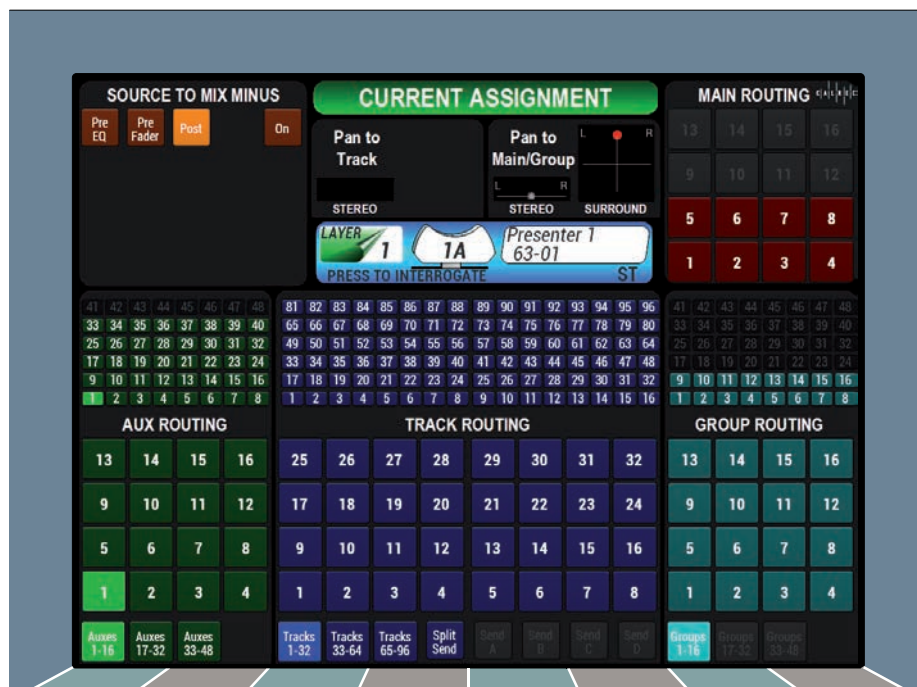 SOURCE TO MIX MINUS
Pre EQ
Pre Fader
Post
On
CURRENT ASSIGNMENT
Pan to Track
STEREO
Pan to Main/Group
L R
STEREO
L R
SURROUND
LAYER 1
1A
Presenter 1
63-01
PRESS TO INTERROGATE
ST
MAIN ROUTING
CALREC
13 14 15 16
9 10 11 12
5 6 7 8
1 2 3 4
41 42 43 44 45 46 47 48
33 34 35 36 37 38 39 40
25 26 27 28 29 30 31 32
17 18 19 20 21 22 23 24
9 10 11 12 13 14 15 16
1 2 3 4 5 6 7 8
AUX ROUTING
13 14 15 16
9 10 11 12
5 6 7 8
1 2 3 4
Auxes 1-16
Auxes 17-32
Auxes 33-48
81 82 83 84 85 86 87 88 89 90 91 92 93 94 95 96
65 66 67 68 69 70 71 72 73 74 75 76 77 78 79 80
49 50 51 52 53 54 55 56 57 58 59 60 61 62 63 64
33 34 35 36 37 38 39 40 41 42 43 44 45 46 47 48
17 18 19 20 21 22 23 24 25 26 27 28 29 30 31 32
1 2 3 4 5 6 7 8 9 10 11 12 13 14 15 16
TRACK ROUTING
25 26 27 28 29 30 31 32
17 18 19 20 21 22 23 24
9 10 11 12 13 14 15 16
1 2 3 4 5 6 7 8
Tracks 1-32
Tracks 33-64
Tracks 65-96
Split Send
Send A
Send B
Send C
Send D
41 42 43 44 45 46 47 48
33 34 35 36 37 38 39 40
25 26 27 28 29 30 31 32
17 18 19 20 21 22 23 24
9 10 11 12 13 14 15 16
1 2 3 4 5 6 7 8
GROUP ROUTING
13 14 15 16
9 10 11 12
5 6 7 8
1 2 3 4
Groups 1-16
Groups 17-32
Groups 33-48